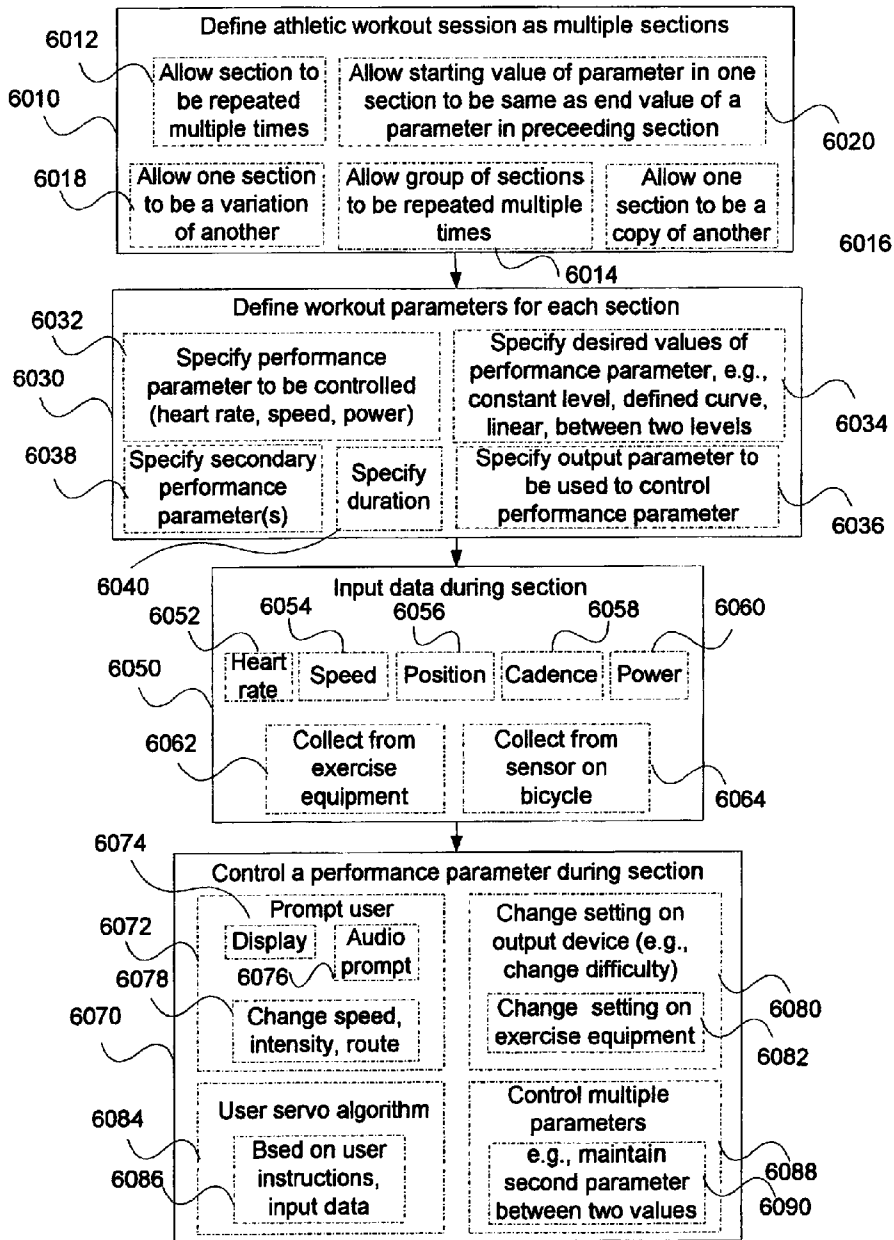 Define athletic workout session as multiple sections
6012
Allow section to
be repeated
multiple times
Allow starting value of parameter in one
section to be same as end value of a
parameter in preceeding section
6010
6020
6018
Allow one section
to be a variation
of another
Allow group of sections
to be repeated multiple
times
Allow one
section to be a
copy of another
6016
6014
Define workout parameters for each section
6032
Specify performance
parameter to be controlled
(heart rate, speed, power)
Specify desired values of
performance parameter, e.g.,
constant level, defined curve,
linear, between two levels
6030
6034
6038
Specify secondary
performance
parameter(s)
Specify
duration
Specify output parameter to
be used to control
performance parameter
6036
6040
Input data during section
6052
6054
6056
6058
6060
Heart
rate
Speed
Position
Cadence
Power
6050
6062
Collect from
exercise
equipment
Collect from
sensor on
bicycle
6064
6074
Control a performance parameter during section
6072
Prompt user
Display
Audio
prompt
6076
Change setting on
output device (e.g.,
change difficulty)
6078
Change speed,
intensity, route
6080
Change setting on
exercise equipment
6082
6070
6084
User servo algorithm
Bsed on user
instructions,
input data
6086
Control multiple
parameters
e.g., maintain
second parameter
between two values
6088
6090